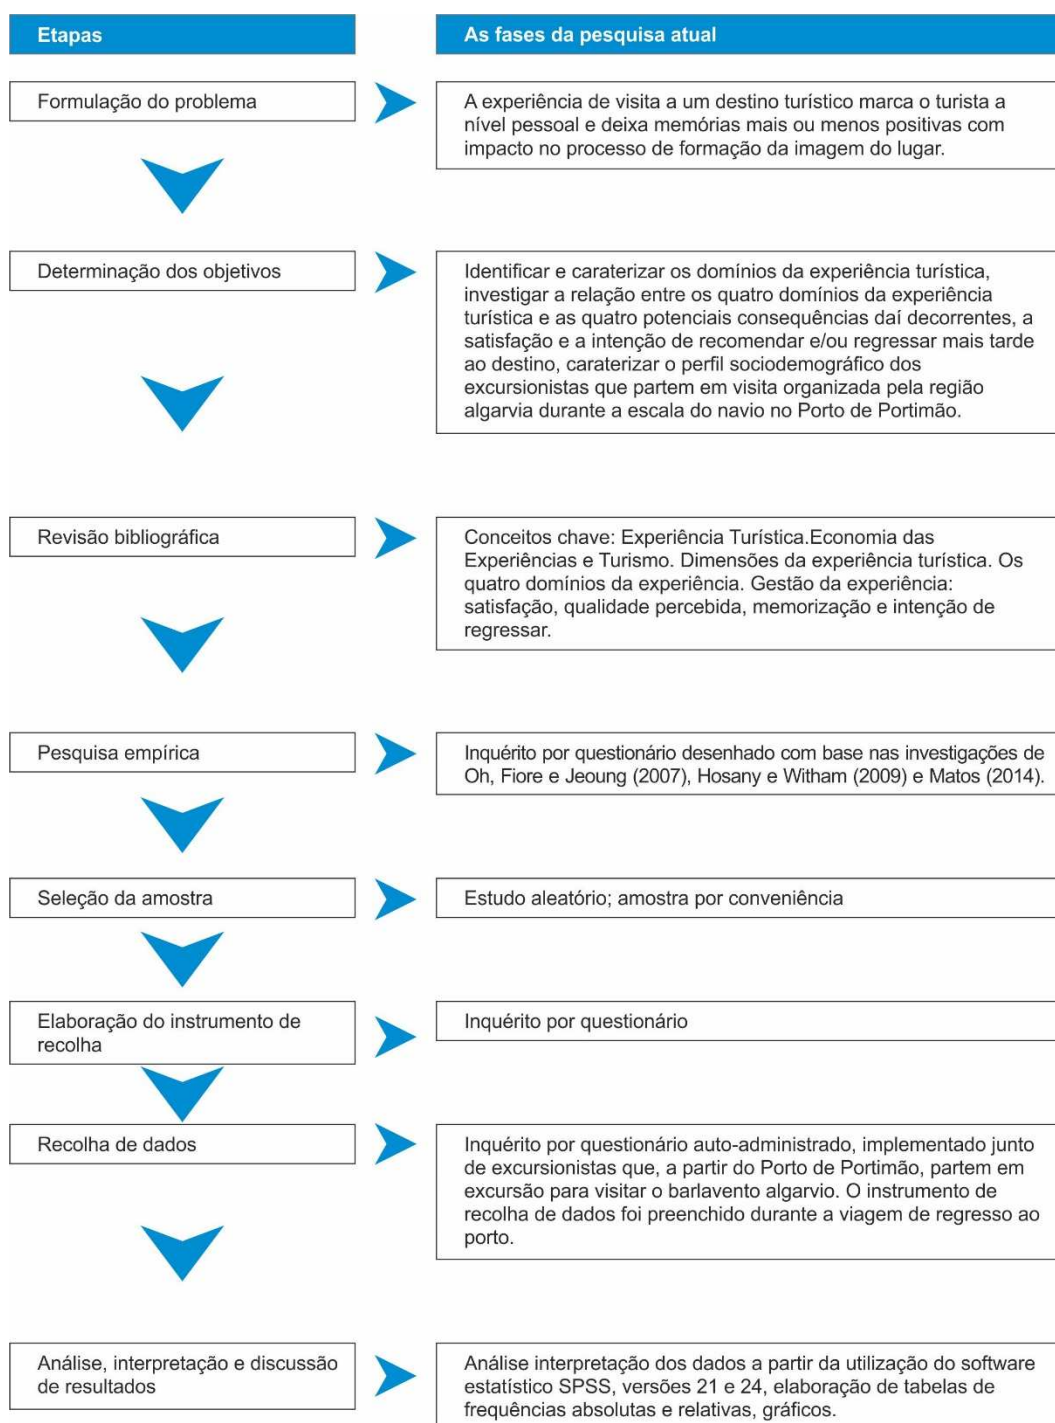 Etapas
As fases da pesquisa atual
Formulação do problema
A experiência de visita a um destino turístico marca o turista a
nível pessoal e deixa memórias mais ou menos positivas com
impacto no processo de formação da imagem do lugar.
Determinação dos objetivos
Identificar e caraterizar os domínios da experiência turística,
investigar a relação entre os quatro domínios da experiência
turística e as quatro potenciais consequências daí decorrentes, a
satisfação e a intenção de recomendar e/ou regressar mais tarde
ao destino, caraterizar o perfil sociodemográfico dos
excursionistas que partem em visita organizada pela região
algarvia durante a escala do navio no Porto de Portimão.
Revisão bibliográfica
Conceitos chave: Experiência Turística.Economia das
Experiências e Turismo. Dimensões da experiência turística. Os
quatro domínios da experiência. Gestão da experiência:
satisfação, qualidade percebida, memorização e intenção de
regressar.
Pesquisa empírica
Inquérito por questionário desenhado com base nas investigações de
Oh, Fiore e Jeoung (2007), Hosany e Witham (2009) e Matos (2014).
Seleção da amostra
Estudo aleatório; amostra por conveniência
Elaboração do instrumento de
recolha
Inquérito por questionário
Recolha de dados
Inquérito por questionário auto-administrado, implementado junto
de excursionistas que, a partir do Porto de Portimão, partem em
excursão para visitar o barlavento algarvio. O instrumento de
recolha de dados foi preenchido durante a viagem de regresso ao
porto.
Análise, interpretação e discussão
de resultados
Análise interpretação dos dados a partir da utilização do software
estatístico SPSS, versões 21 e 24, elaboração de tabelas de
frequências absolutas e relativas, gráficos.